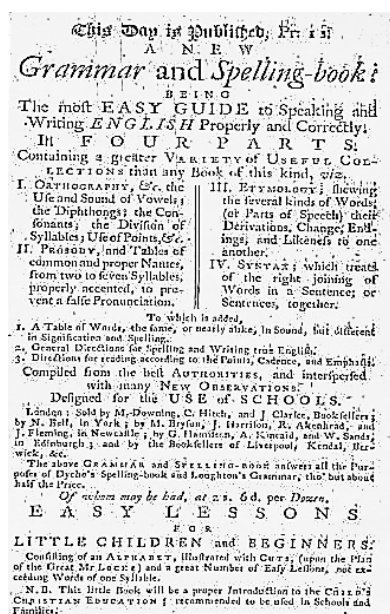 This Day is Published, Pr. 1 s
A NEW
Grammar and Spelling-book:
BEING
The most EASY GUIDE to Speaking and
Writing ENGLISH Properly and Correctly:
In FOUR PARTS:
Containing a greater VARIETY of USEFUL COL-
LECTIONS than any Book of this kind, viz.
I. ORTHOGRAPHY, &c. the
Use and Sound of Vowels;
the Diphthongs; the Con-
sonants; the Division of
Syllables; Use of Points, &c.
II. PROSODY, and Tables of
common and proper Names,
from two to seven Syllables,
properly accented, to pre-
vent a false Pronunciation.
III. ETYMOLOGY; shewing
the several kinds of Words,
(or Parts of Speech) their
Derivations, Change, End-
ings, and Likeness to one
another.
IV. SYNTAX; which treats
of the right joining of
Words in a Sentence; or
Sentences, together.
To which is added,
1. A Table of Words, the same, or nearly alike, in Sound, but different
in Signification and Spelling.
2. General Directions for Spelling and Writing true English.
3. Directions for reading according to the Points, Cadence, and Emphasis.
Compiled from the best AUTHORITIES, and interspersed
with many NEW OBSERVATIONS.
Designed for the USE of SCHOOLS.
London: Sold by M. Downing, C. Hitch, and J Clarke, Booksellers;
by N. Bell, in York; by M. Bryson, J. Harrison, R. Akenhead, and
J. Fleming, in Newcastle; by G. Hamilton, A. Kincaid, and W. Sands,
in Edinburgh; and by the Booksellers of Liverpool, Kendal, Ber-
wick, &c.
The above GRAMMAR and SPELLING-BOOK answers all the Pur-
poses of Dyche's Spelling-book and Loughton's Grammar, tho' but about
half the Price.
Of whom may be had, at 2 s. 6d. per Dozen,
EASY LESSONS
FOR
LITTLE CHILDREN and BEGINNERS:
Consisting of an ALPHABET, illustrated with CUTS, (upon the Plan
of the Great Mr LOCKE) and a great Number of Easy Lessons, not ex-
ceeding Words of one Syllable.
N.B. This little Book will be a proper Introduction to the CHILD'S
CHRISTIAN EDUCATION; recommended to be used in Schools and
Families.